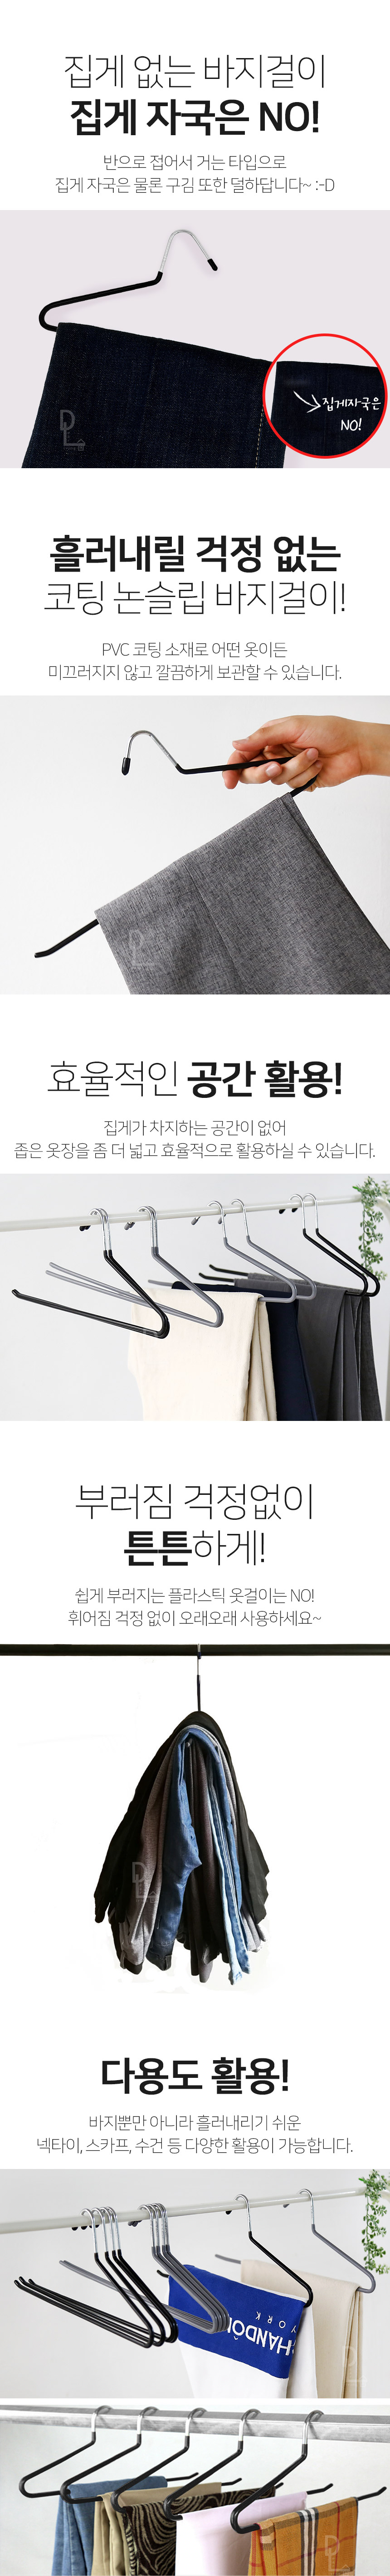 집게 없는 바지걸이
집게 자국은 NO!
반으로 접어서 거는 타입으로
집게 자국은 물론 구김 또한 덜하답니다~ :-D
집게자국은
NO!
DL
흘러내릴 걱정 없는
코팅 논슬립 바지걸이!
PVC 코팅 소재로 어떤 옷이든
미끄러지지 않고 깔끔하게 보관할 수 있습니다.
DL
효율적인 공간 활용!
집게가 차지하는 공간이 없어
좁은 옷장을 좀 더 넓고 효율적으로 활용하실 수 있습니다.
부러짐 걱정없이
튼튼하게!
쉽게 부러지는 플라스틱 옷걸이는 NO!
휘어짐 걱정 없이 오래오래 사용하세요~
DL
다용도 활용!
바지뿐만 아니라 흘러내리기 쉬운
넥타이, 스카프, 수건 등 다양한 활용이 가능합니다.
HANDO
YORK
DL
DL